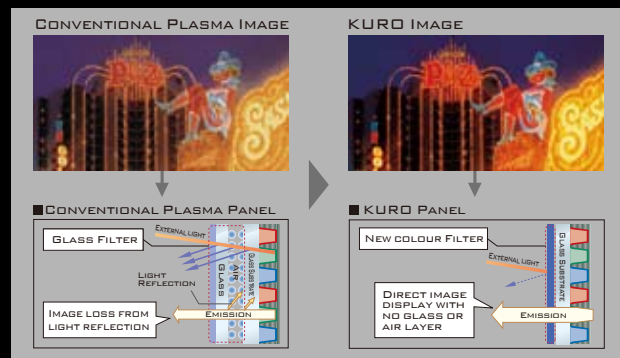 Conventional Plasma Image
KURO Image
■Conventional Plasma Panel
Glass Filter
External light
Light
Reflection
Glass
Air
Glass Substrate
Image loss from
light reflection
Emission
■KURO Panel
New colour Filter
External light
Glass Substrate
Direct image
display with
no glass or
air layer
Emission